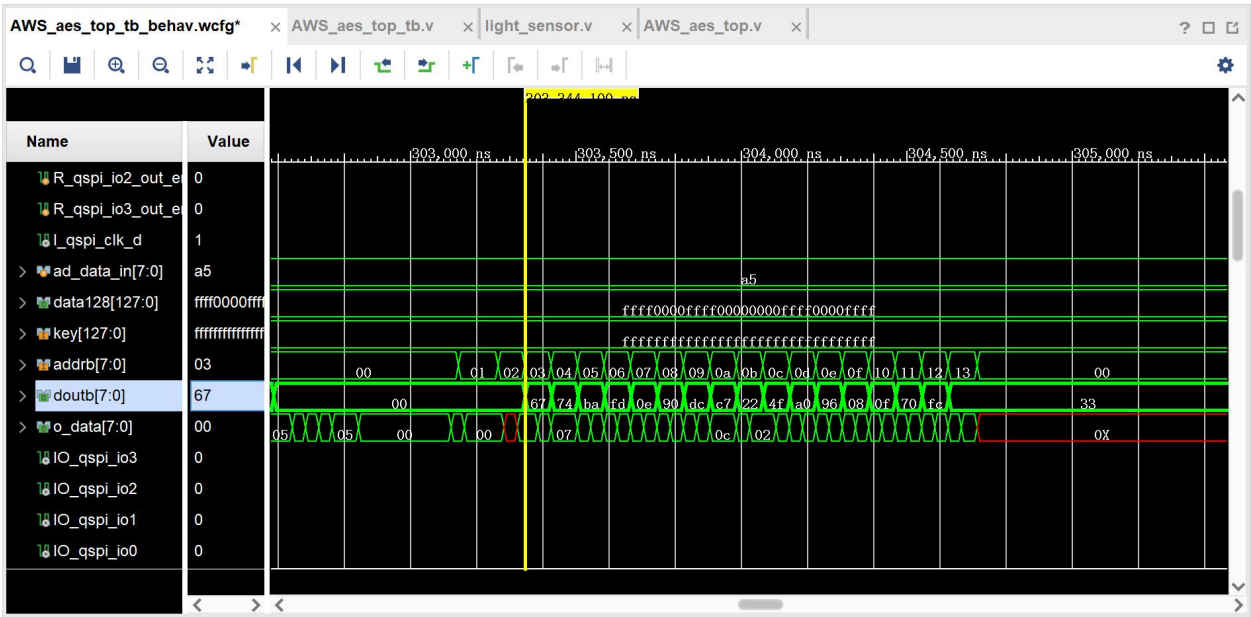 AWS_aes_top_tb_behav.wcfg* × AWS_aes_top_tb.v × light_sensor.v × AWS_aes_top.v × ?
303,244.100 ns
Name Value
303,000 ns 303,500 ns 304,000 ns 304,500 ns 305,000 ns
R_qspi_io2_out_e 0
R_qspi_io3_out_e 0
I_qspi_clk_d 1
ad_data_in[7:0] a5 a5
data128[127:0] ffff0000ffff ffff0000ffff00000000ffff0000ffff
key[127:0] ffffffffffffff ffffffffffffffffffffffffffffffff
addrb[7:0] 03 00 01 02 03 04 05 06 07 08 09 0a 0b 0c 0d 0e 0f 10 11 12 13 00
doutb[7:0] 67 00 67 74 ba fd 0e 90 dc c7 22 4f a0 96 08 0f 70 fc 33
o_data[7:0] 00 05 05 00 00 07 0c 02 0X
IO_qspi_io3 0
IO_qspi_io2 0
IO_qspi_io1 0
IO_qspi_io0 0